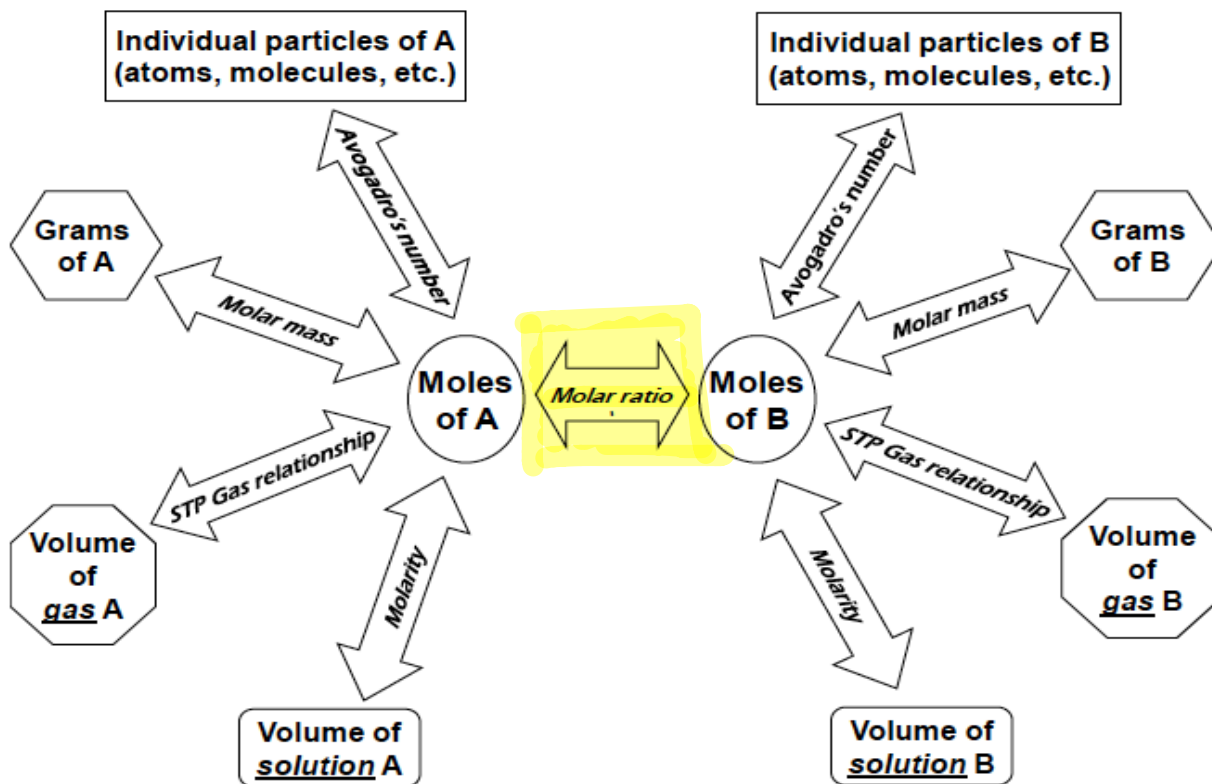 Individual particles of A
(atoms, molecules, etc.)
Individual particles of B
(atoms, molecules, etc.)
Avogadro's number
Avogadro's number
Grams
of A
Grams
of B
Molar mass
Molar mass
Moles
of A
Molar ratio
Moles
of B
STP Gas relationship
STP Gas relationship
Volume
of
gas A
Volume
of
gas B
Molarity
Molarity
Volume of
solution A
Volume of
solution B